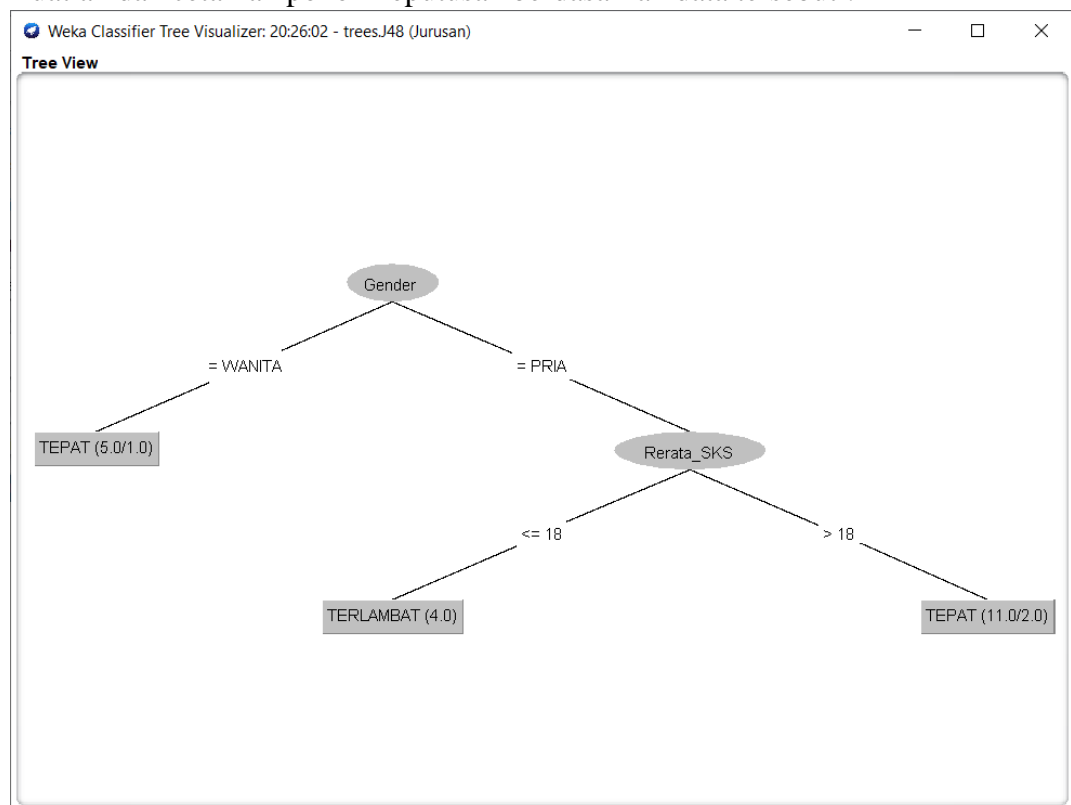 Weka Classifier Tree Visualizer: 20:26:02 - trees.J48 (Jurusan)
Tree View
Gender
= WANITA
= PRIA
TEPAT (5.0/1.0)
Rerata_SKS
<= 18
> 18
TERLAMBAT (4.0)
TEPAT (11.0/2.0)